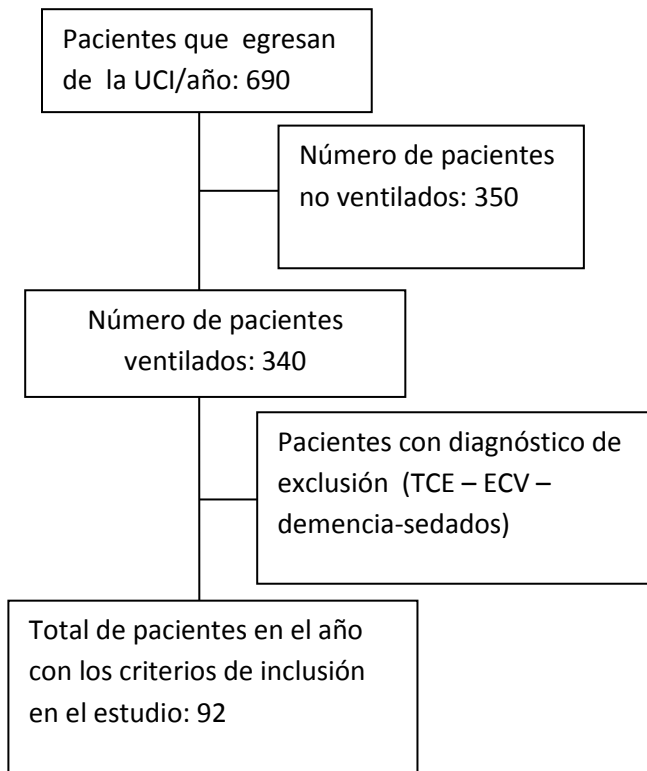 Pacientes que egresan
de la UCI/año: 690
Número de pacientes
no ventilados: 350
Número de pacientes
ventilados: 340
Pacientes con diagnóstico de
exclusión (TCE – ECV –
demencia-sedados)
Total de pacientes en el año
con los criterios de inclusión
en el estudio: 92